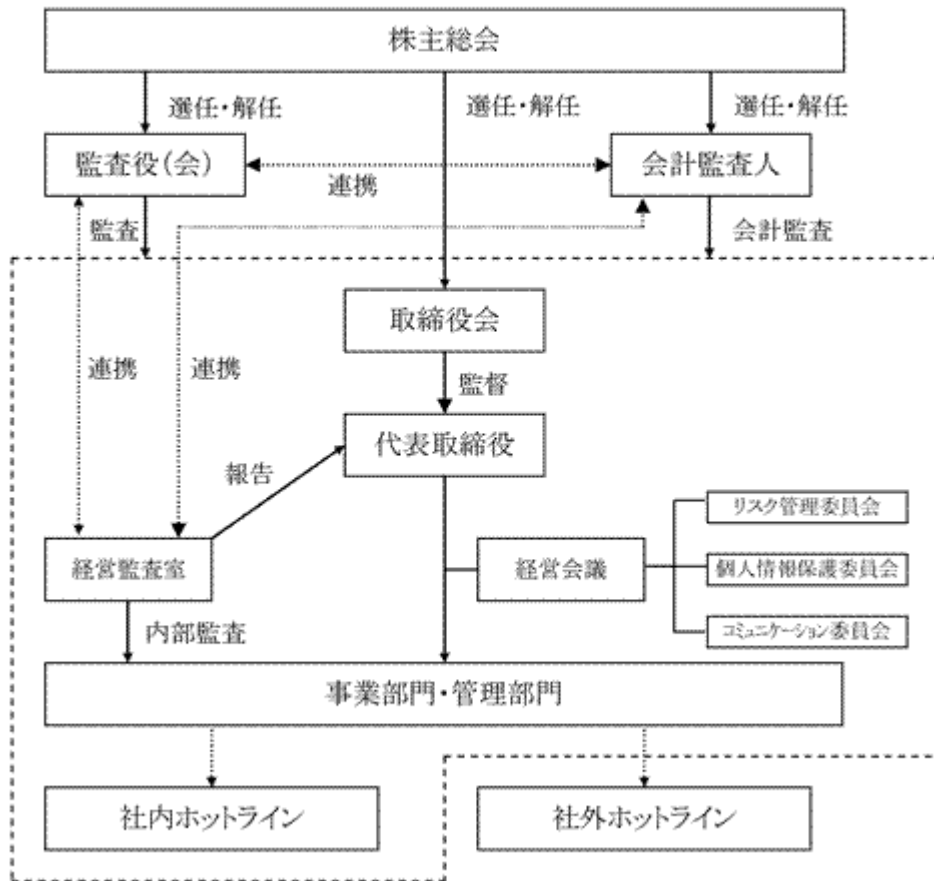 株主総会
選任・解任
選任・解任
選任・解任
監査役(会)
連携
会計監査人
監査
会計監査
取締役会
連携
連携
監督
代表取締役
報告
リスク管理委員会
経営監査室
経営会議
個人情報保護委員会
内部監査
コミュニケーション委員会
事業部門・管理部門
社内ホットライン
社外ホットライン